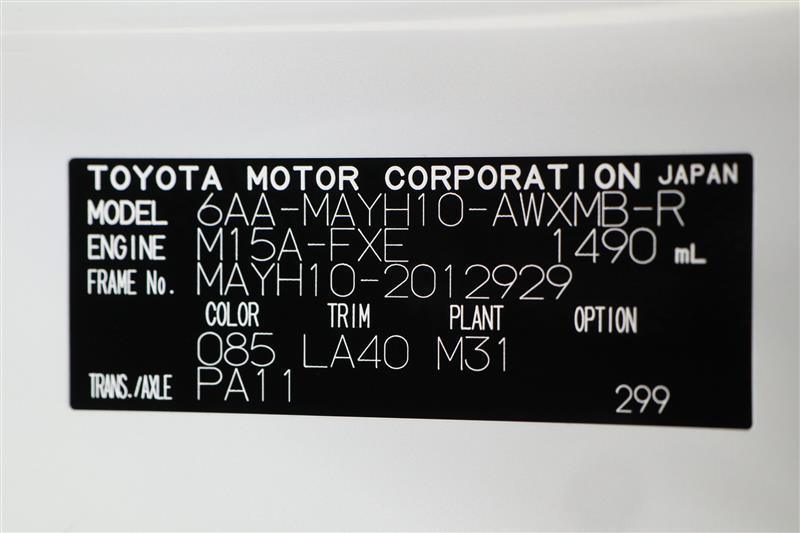 TOYOTA MOTOR CORPORATION JAPAN
MODEL 6AA-MAYH10-AWXMB-R
ENGINE M15A-FXE 1490 mL
FRAME No. MAYH10-2012929
COLOR TRIM PLANT OPTION
085 LA40 M31
TRANS./AXLE PA11 299